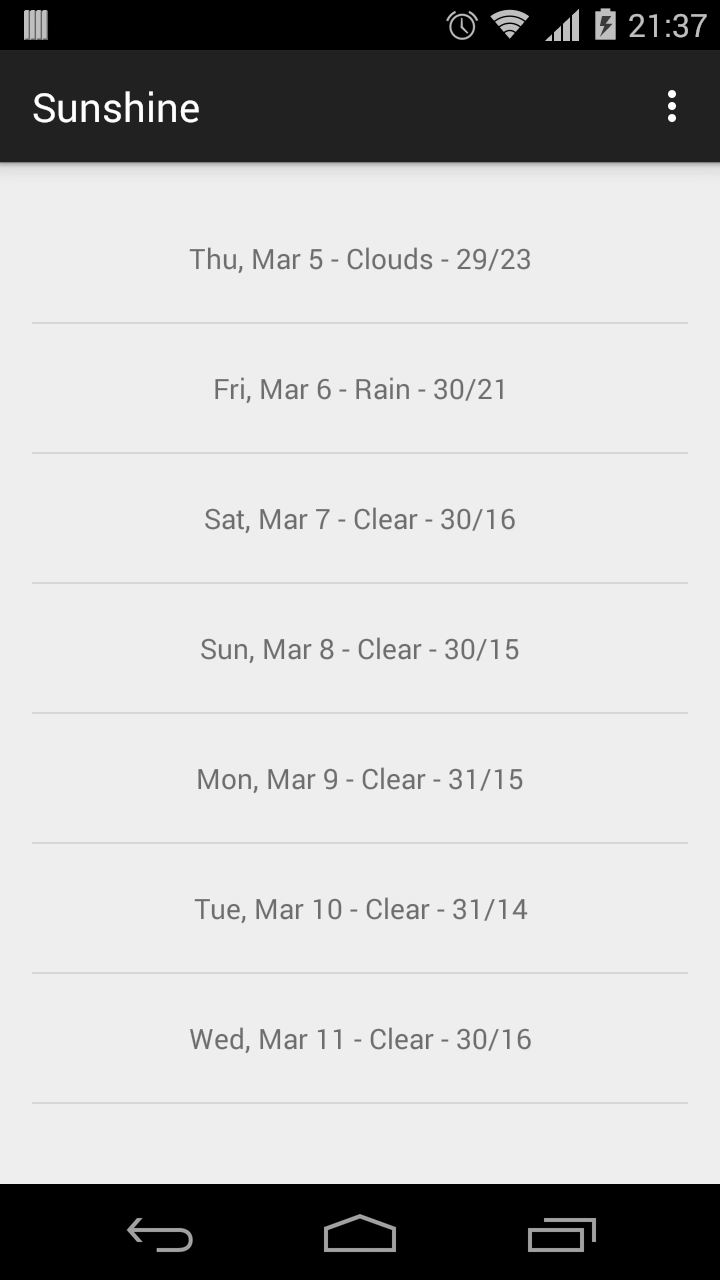 21:37
Sunshine
Thu, Mar 5 - Clouds - 29/23
Fri, Mar 6 - Rain - 30/21
Sat, Mar 7 - Clear - 30/16
Sun, Mar 8 - Clear - 30/15
Mon, Mar 9 - Clear - 31/15
Tue, Mar 10 - Clear - 31/14
Wed, Mar 11 - Clear - 30/16